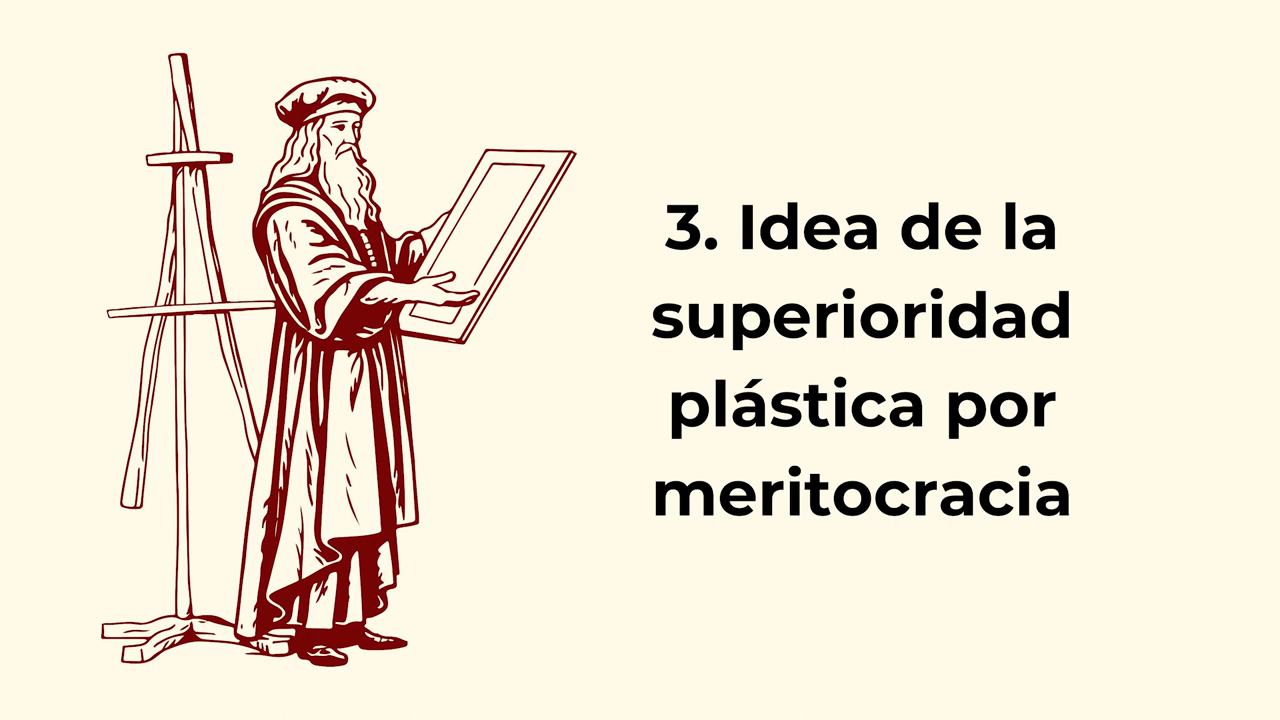 3. Idea de la
superioridad
plástica por
meritocracia